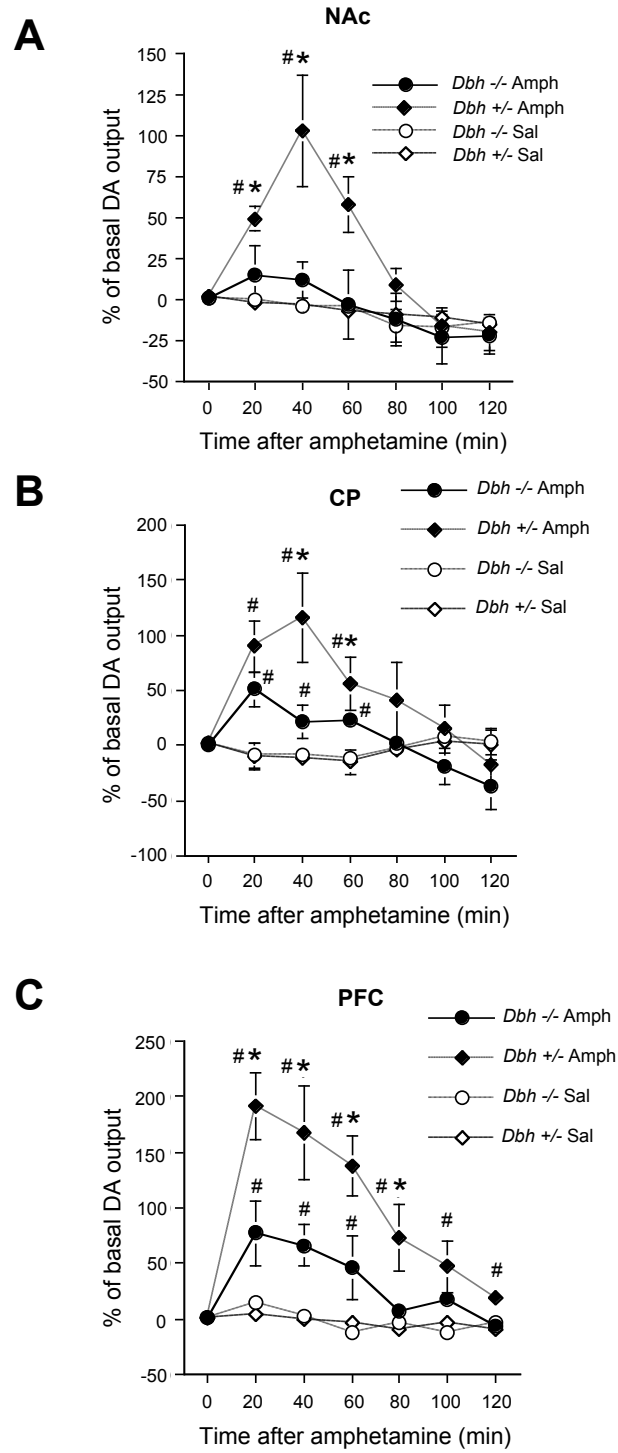 A
NAc
% of basal DA output
150
125
100
75
50
25
0
-25
-50
# *
# *
# *
Dbh -/- Amph
Dbh +/- Amph
Dbh -/- Sal
Dbh +/- Sal
0 20 40 60 80 100 120
Time after amphetamine (min)
B
CP
% of basal DA output
200
150
100
50
0
-50
-100
#
# *
# *
#
#
#
Dbh -/- Amph
Dbh +/- Amph
Dbh -/- Sal
Dbh +/- Sal
0 20 40 60 80 100 120
Time after amphetamine (min)
C
PFC
% of basal DA output
250
200
150
100
50
0
-50
# *
# *
# *
# *
#
#
#
#
#
Dbh -/- Amph
Dbh +/- Amph
Dbh -/- Sal
Dbh +/- Sal
0 20 40 60 80 100 120
Time after amphetamine (min)